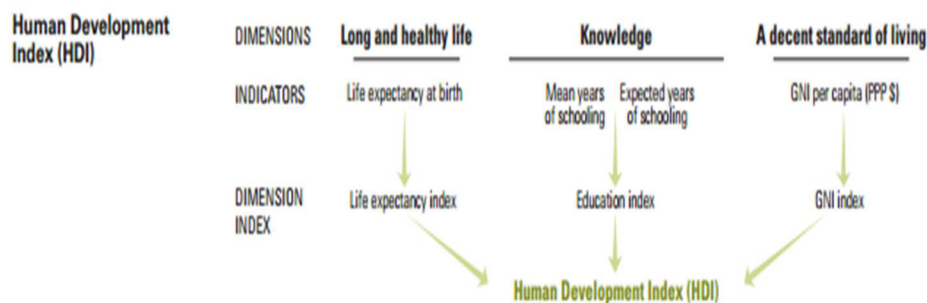 Human Development
Index (HDI)
DIMENSIONS Long and healthy life Knowledge A decent standard of living
INDICATORS Life expectancy at birth Mean years of schooling Expected years of schooling GNI per capita (PPP $)
DIMENSION
INDEX
Life expectancy index Education index GNI index
Human Development Index (HDI)